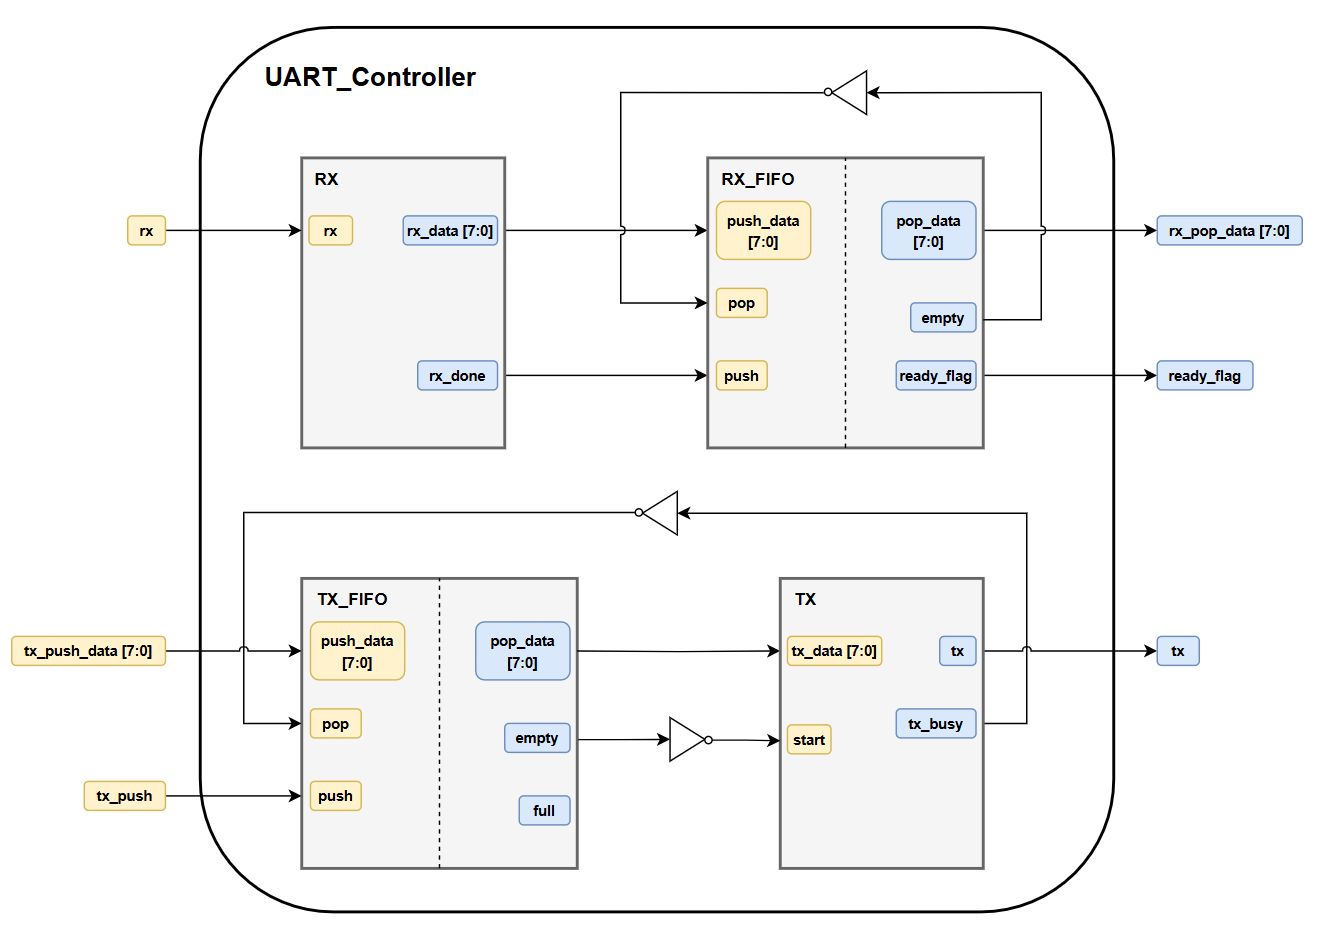 UART_Controller
RX
RX_FIFO
rx
rx
rx_data [7:0]
push_data
[7:0]
pop_data
[7:0]
rx_pop_data [7:0]
pop
empty
rx_done
push
ready_flag
ready_flag
TX_FIFO
TX
tx_push_data [7:0]
push_data
[7:0]
pop_data
[7:0]
tx_data [7:0]
tx
tx
pop
empty
start
tx_busy
tx_push
push
full